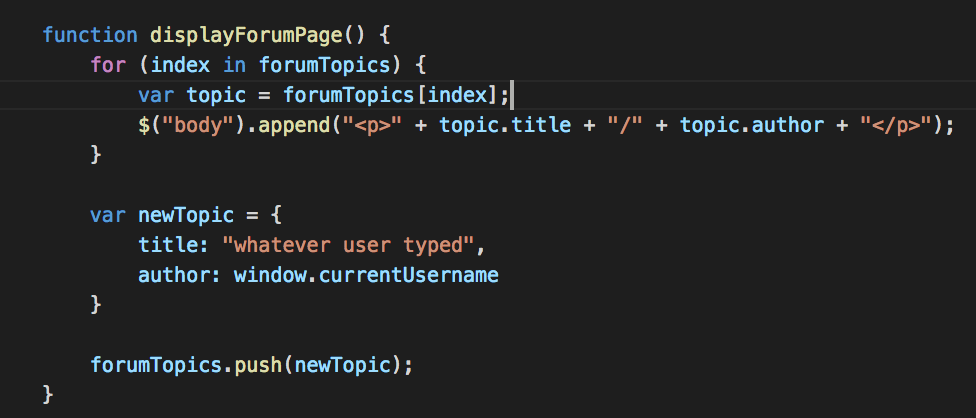 function displayForumPage() {
    for (index in forumTopics) {
        var topic = forumTopics[index];
        $("body").append("<p>" + topic.title + "/" + topic.author + "</p>");
    }

    var newTopic = {
        title: "whatever user typed",
        author: window.currentUsername
    }

    forumTopics.push(newTopic);
}